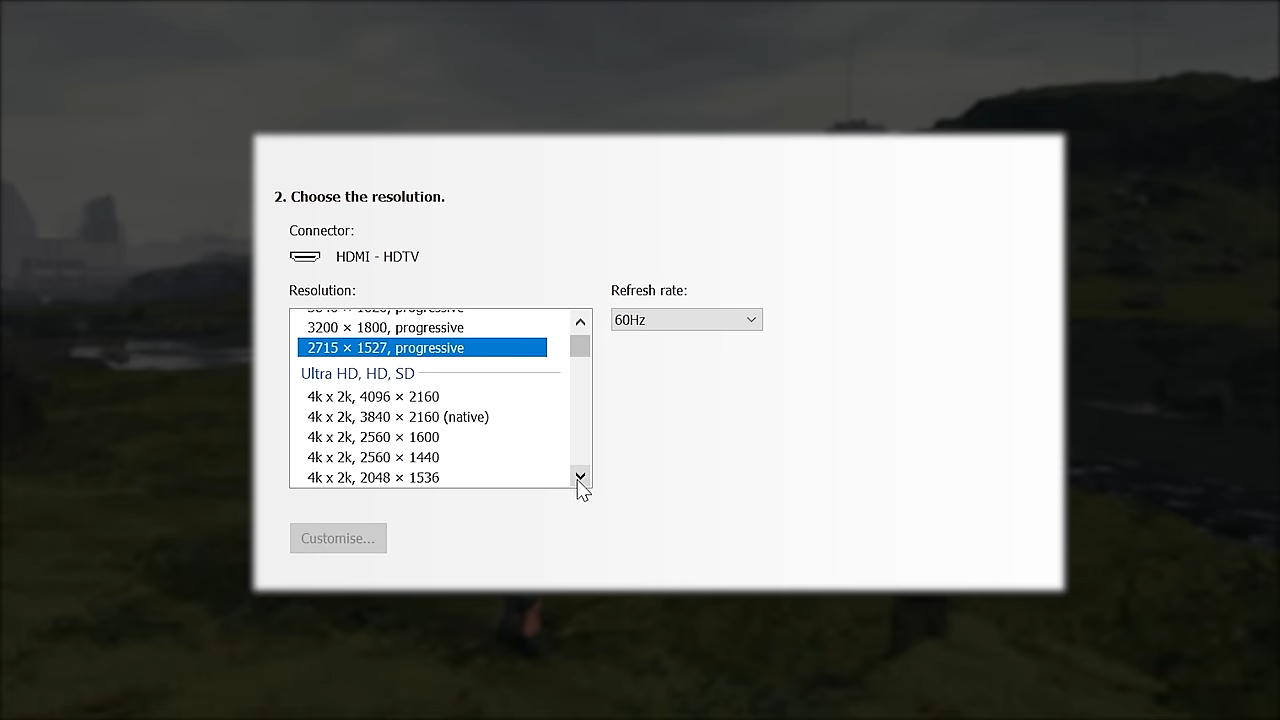 2. Choose the resolution.
Connector:
HDMI - HDTV
Resolution:
Refresh rate:
60Hz
3200 × 1800, progressive
2715 × 1527, progressive
Ultra HD, HD, SD
4k x 2k, 4096 × 2160
4k x 2k, 3840 × 2160 (native)
4k x 2k, 2560 × 1600
4k x 2k, 2560 × 1440
4k x 2k, 2048 × 1536
Customise...